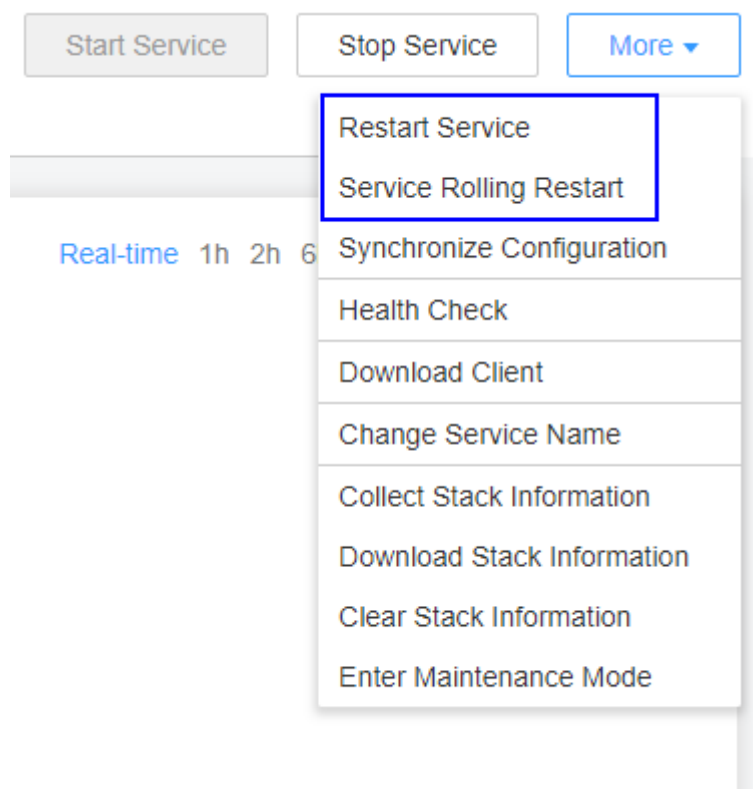 Start Service Stop Service More
Restart Service
Service Rolling Restart
Real-time 1h 2h 6 Synchronize Configuration
Health Check
Download Client
Change Service Name
Collect Stack Information
Download Stack Information
Clear Stack Information
Enter Maintenance Mode